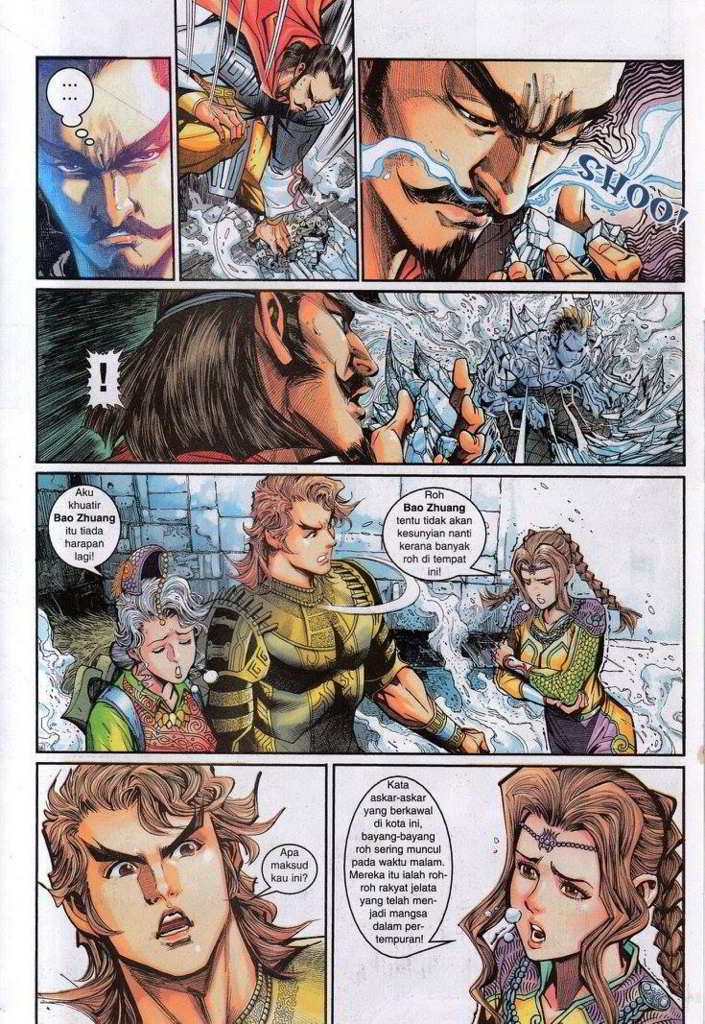 ...
...
SHOO!
!
Aku
khuatir
Bao Zhuang
itu tiada
harapan
lagi!
Roh
Bao Zhuang
tentu tidak akan
kesunyian nanti
kerana banyak
roh di tempat
ini!
Apa
maksud
kau ini?
Kata
askar-askar
yang berkawal
di kota ini,
bayang-bayang
roh sering muncul
pada waktu malam.
Mereka itu ialah roh-
roh rakyat jelata
yang telah men-
jadi mangsa
dalam per-
tempuran!